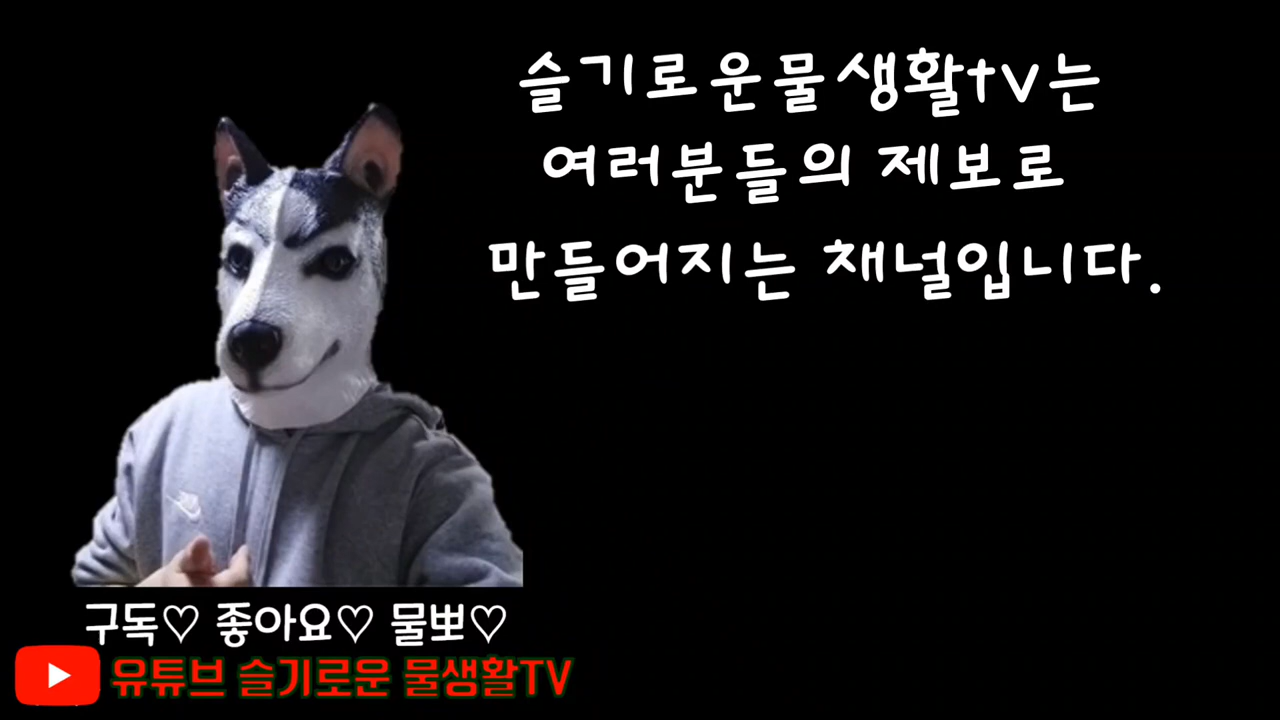 슬기로운물생활tv는
여러분들의 제보로
만들어지는 채널입니다.
구독♡ 좋아요♡ 물뽀♡
유튜브 슬기로운 물생활TV